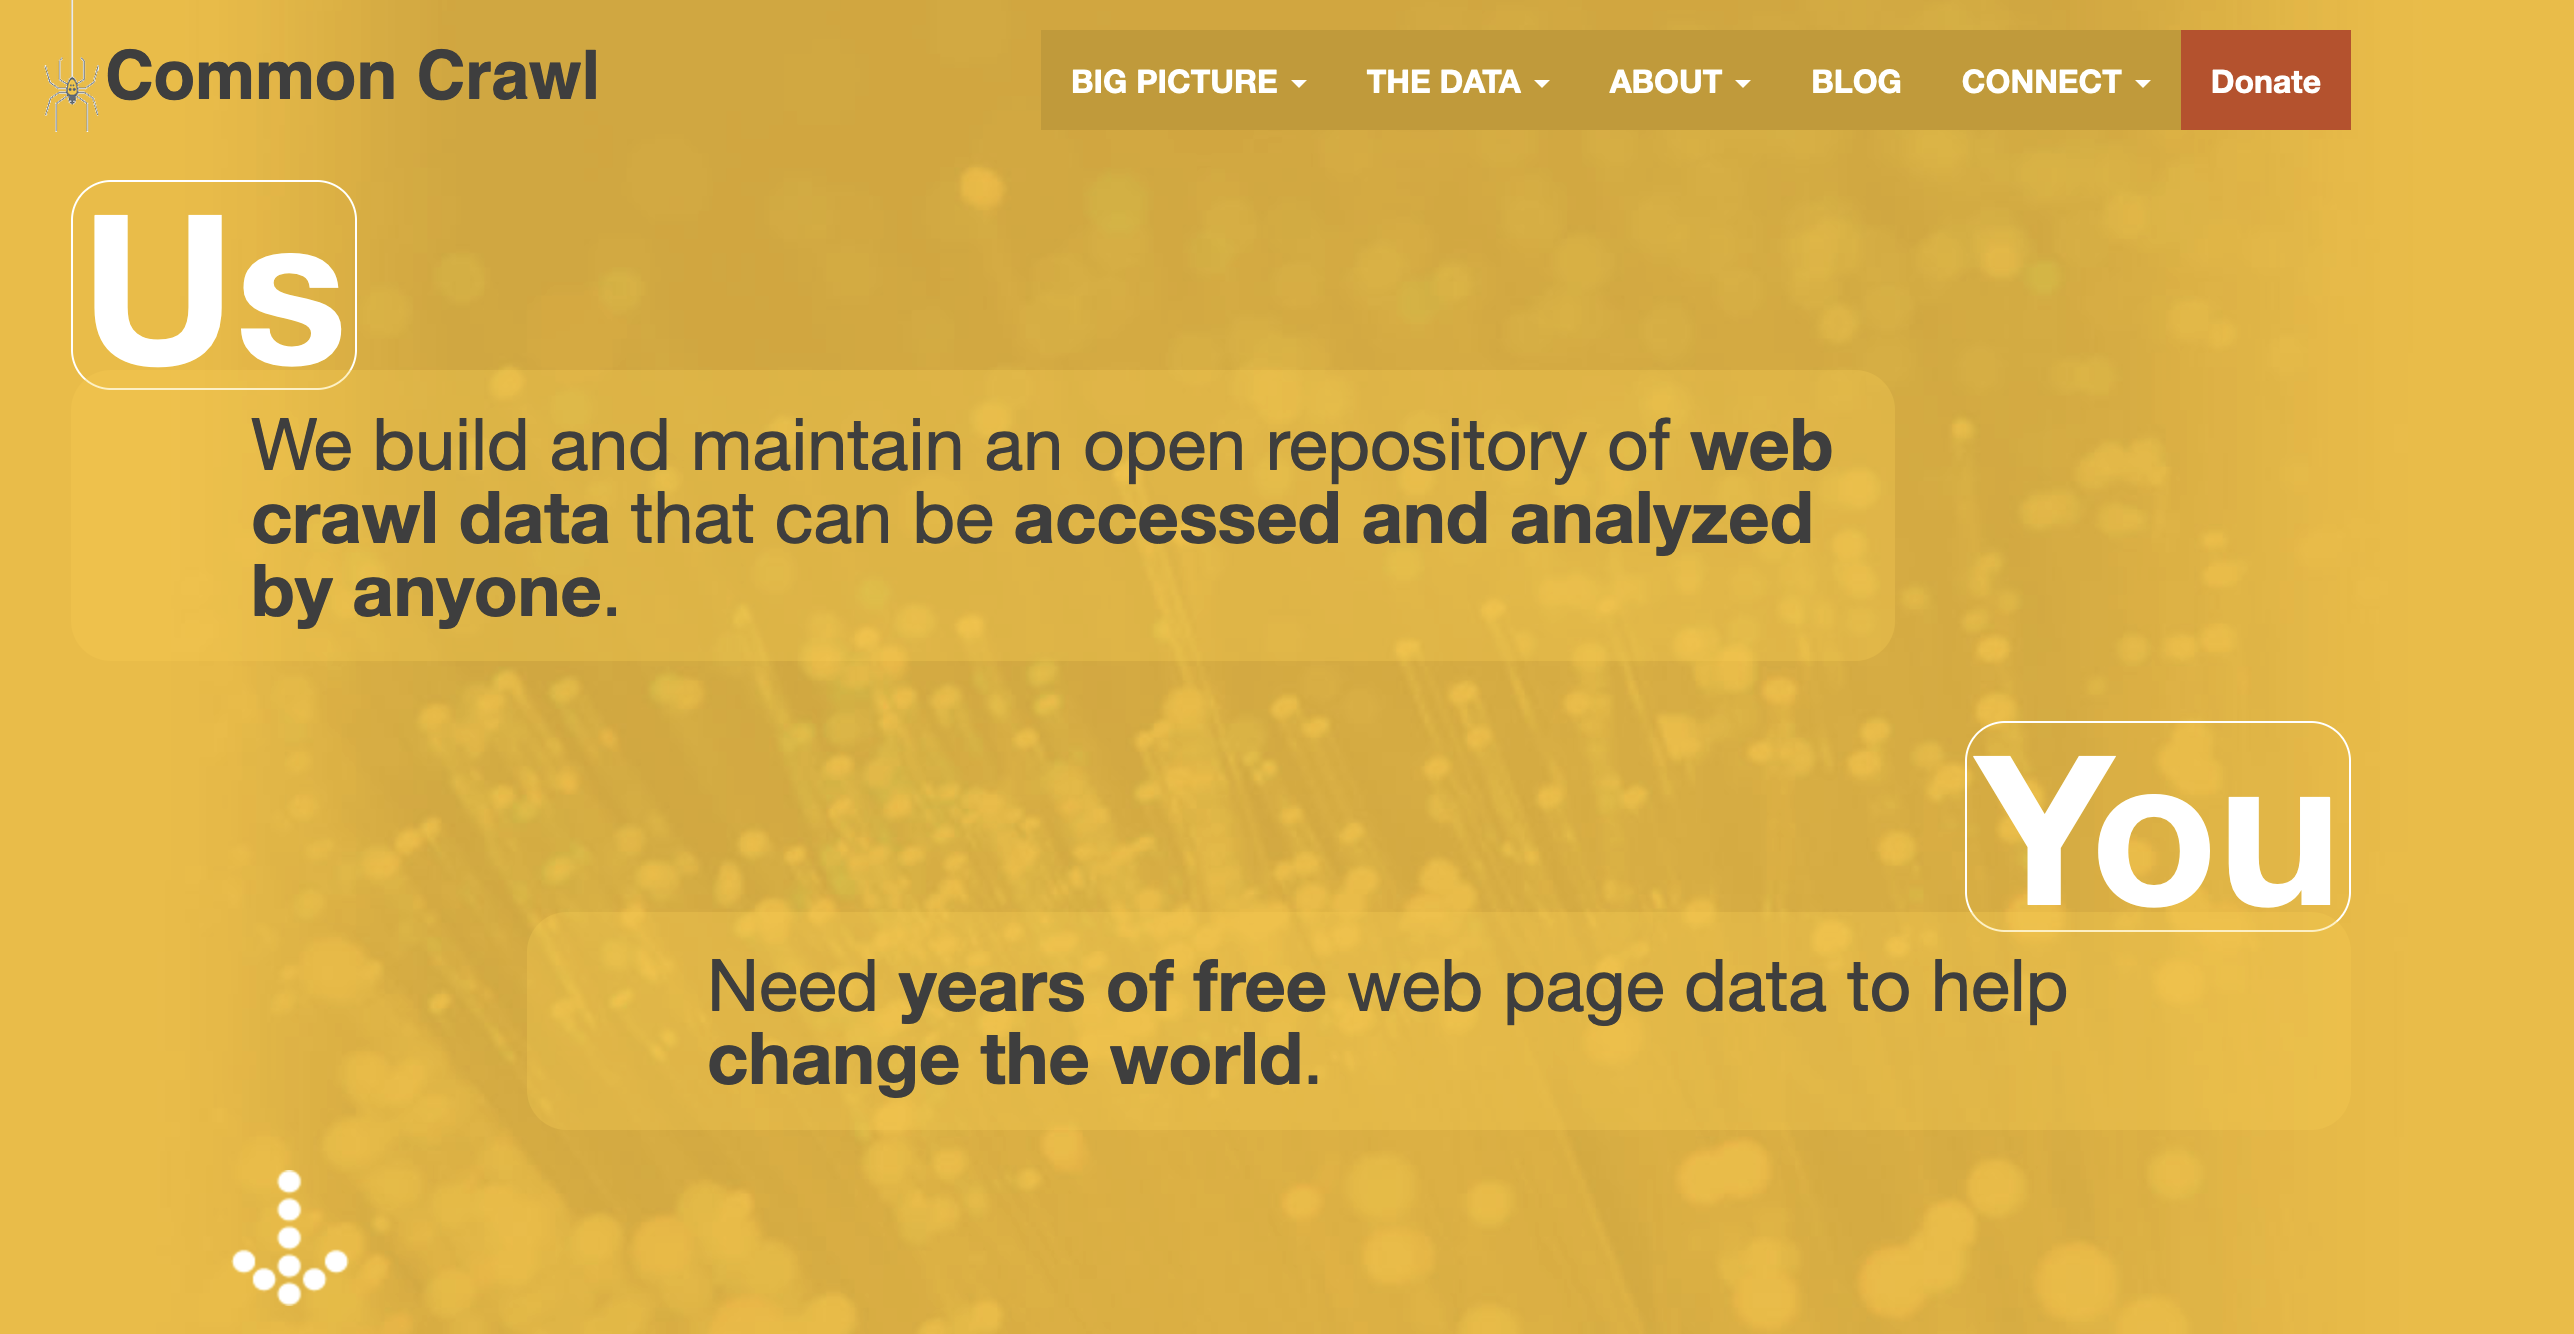 Common Crawl
BIG PICTURE THE DATA ABOUT BLOG CONNECT Donate
Us
We build and maintain an open repository of web
crawl data that can be accessed and analyzed
by anyone.
You
Need years of free web page data to help
change the world.